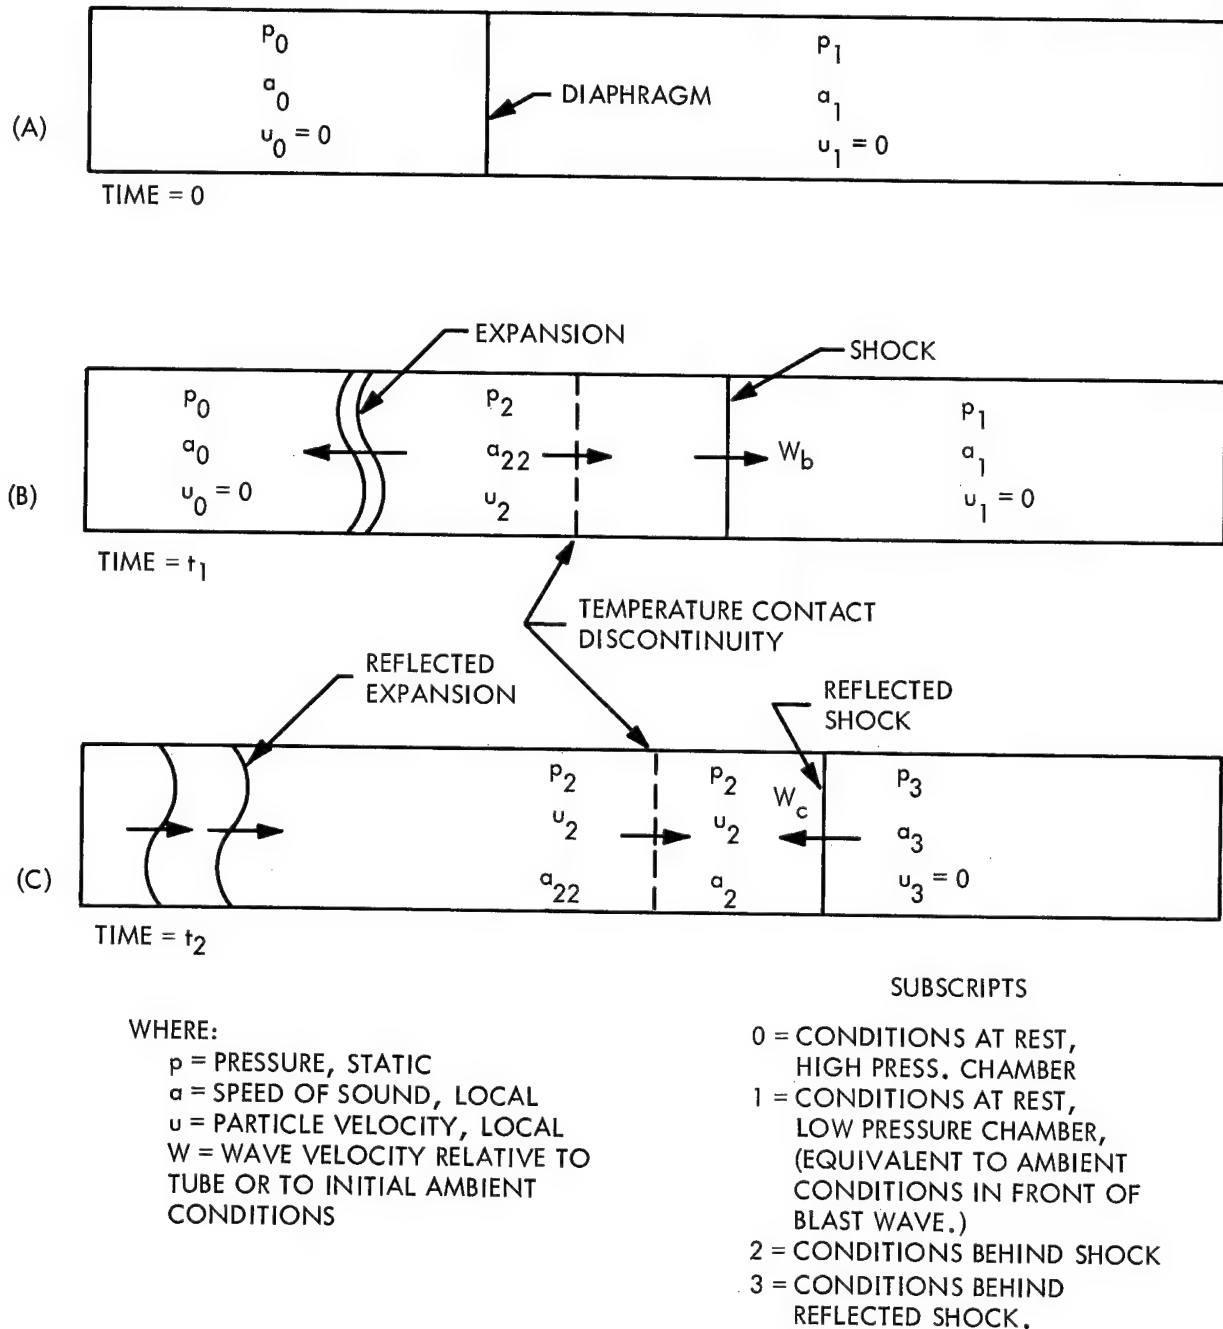 (A)
p0
a0
u0 = 0
DIAPHRAGM
p1
a1
u1 = 0
TIME = 0
EXPANSION
SHOCK
(B)
p0
a0
u0 = 0
p2
a22
u2
Wb
p1
a1
u1 = 0
TIME = t1
TEMPERATURE CONTACT
DISCONTINUITY
REFLECTED
EXPANSION
REFLECTED
SHOCK
(C)
p2
u2
a22
p2
u2
a2
Wc
p3
a3
u3 = 0
TIME = t2
WHERE:
p = PRESSURE, STATIC
a = SPEED OF SOUND, LOCAL
u = PARTICLE VELOCITY, LOCAL
W = WAVE VELOCITY RELATIVE TO
TUBE OR TO INITIAL AMBIENT
CONDITIONS
SUBSCRIPTS
0 = CONDITIONS AT REST,
HIGH PRESS. CHAMBER
1 = CONDITIONS AT REST,
LOW PRESSURE CHAMBER,
(EQUIVALENT TO AMBIENT
CONDITIONS IN FRONT OF
BLAST WAVE.)
2 = CONDITIONS BEHIND SHOCK
3 = CONDITIONS BEHIND
REFLECTED SHOCK.